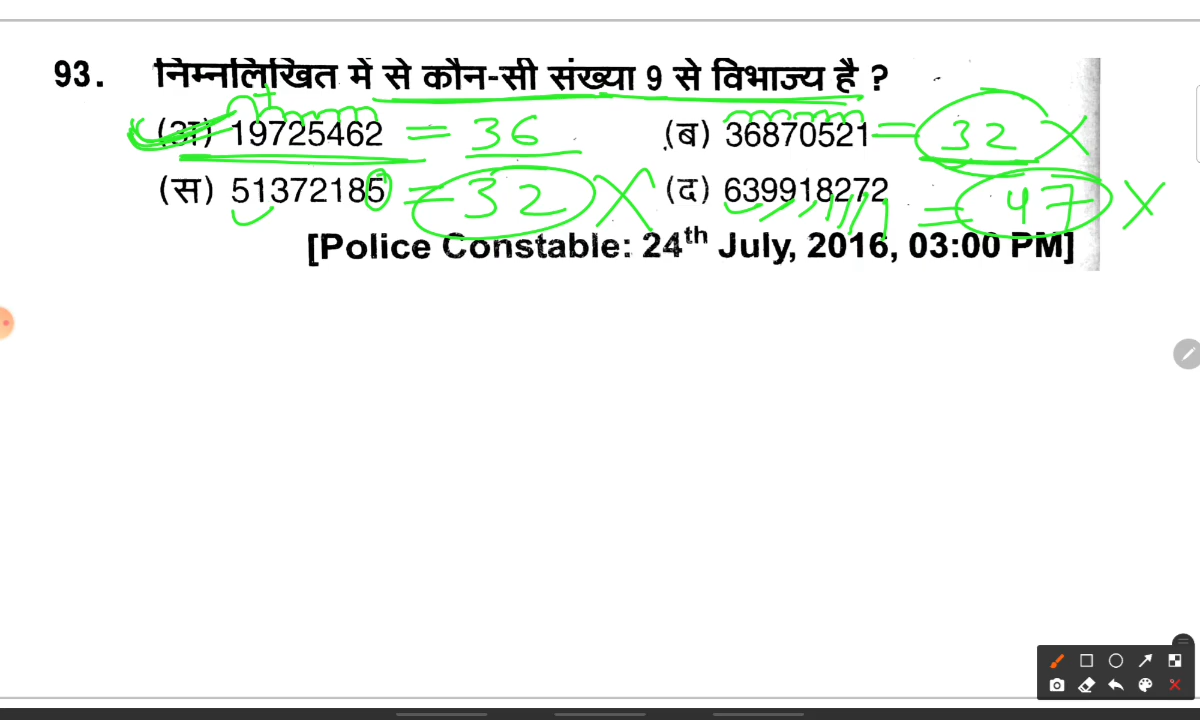 93. निम्नलिखित में से कौन-सी संख्या 9 से विभाज्य है ?
(अ) 19725462 = 36 (ब) 36870521 = 32 X
(स) 51372185 = 32 X (द) 639918272 = 47 X
[Police Constable: 24th July, 2016, 03:00 PM]